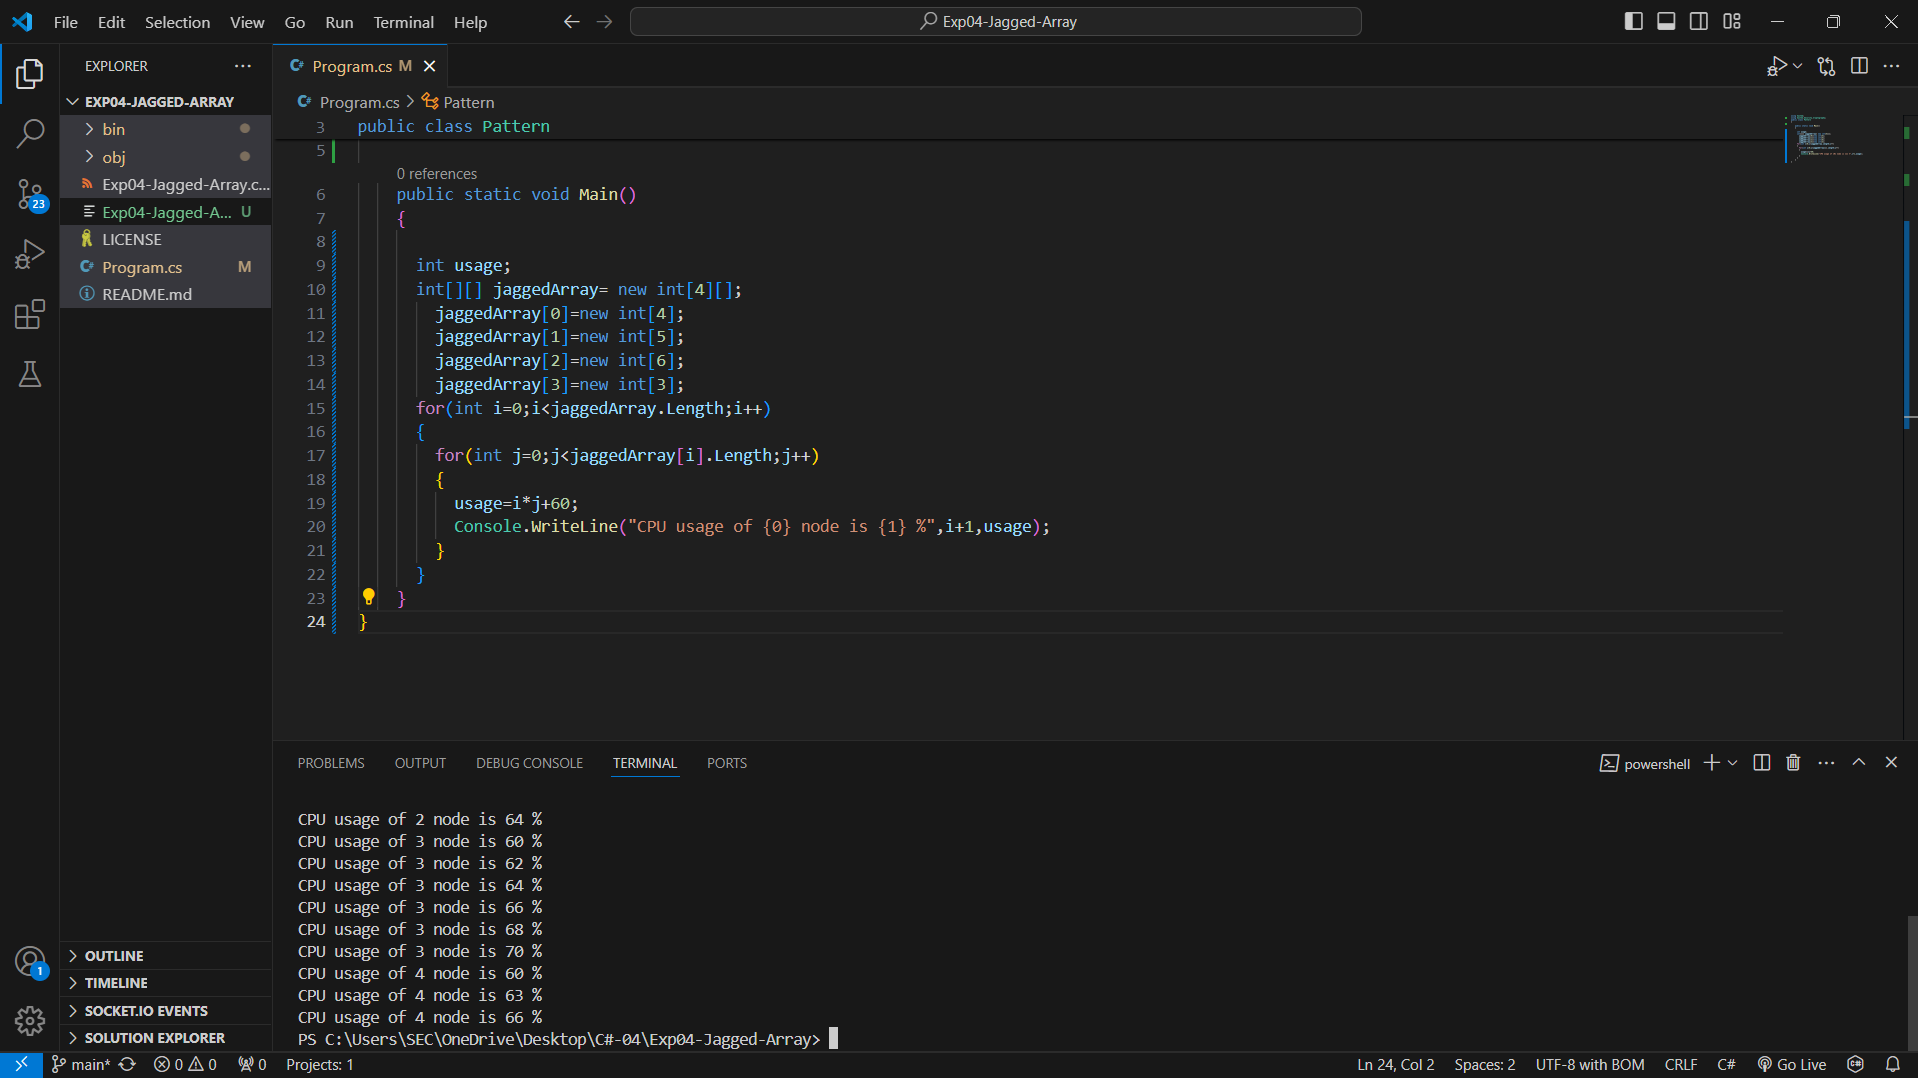 File Edit Selection View Go Run Terminal Help
Exp04-Jagged-Array
EXPLORER
EXP04-JAGGED-ARRAY
bin
obj
Exp04-Jagged-Array.c...
Exp04-Jagged-A... U
LICENSE
Program.cs M
README.md
23
1
OUTLINE
TIMELINE
SOCKET.IO EVENTS
SOLUTION EXPLORER
C# Program.cs M
C# Program.cs > Pattern
3 public class Pattern
5
0 references
6 public static void Main()
7 {
8
9 int usage;
10 int[][] jaggedArray= new int[4][];
11 jaggedArray[0]=new int[4];
12 jaggedArray[1]=new int[5];
13 jaggedArray[2]=new int[6];
14 jaggedArray[3]=new int[3];
15 for(int i=0;i<jaggedArray.Length;i++)
16 {
17 for(int j=0;j<jaggedArray[i].Length;j++)
18 {
19 usage=i*j+60;
20 Console.WriteLine("CPU usage of {0} node is {1} %",i+1,usage);
21 }
22 }
23 }
24 }
PROBLEMS OUTPUT DEBUG CONSOLE TERMINAL PORTS
powershell
CPU usage of 2 node is 64 %
CPU usage of 3 node is 60 %
CPU usage of 3 node is 62 %
CPU usage of 3 node is 64 %
CPU usage of 3 node is 66 %
CPU usage of 3 node is 68 %
CPU usage of 3 node is 70 %
CPU usage of 4 node is 60 %
CPU usage of 4 node is 63 %
CPU usage of 4 node is 66 %
PS C:\Users\SEC\OneDrive\Desktop\C#-04\Exp04-Jagged-Array>
main* 0 0 0 Projects: 1 Ln 24, Col 2 Spaces: 2 UTF-8 with BOM CRLF C# Go Live